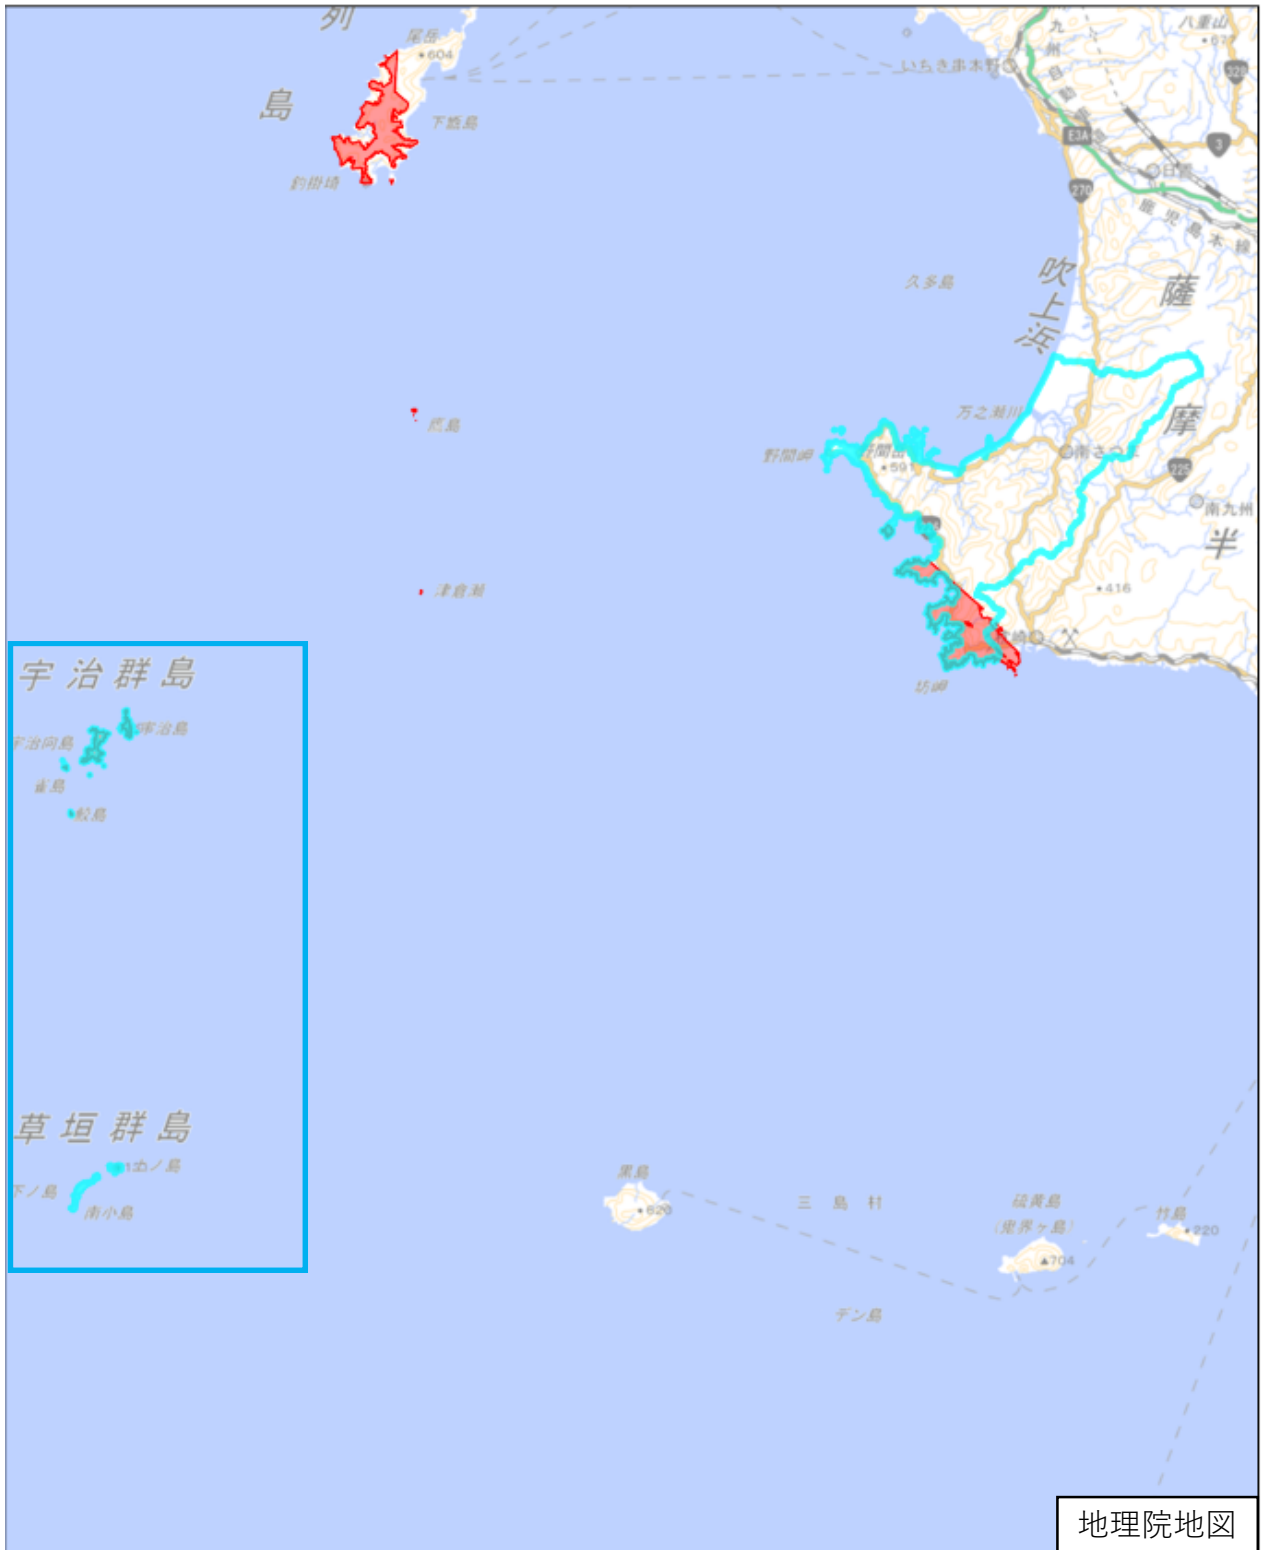 列
島
尾岳
604
下甑島
釣掛埼
いちき串木野
八重山
677
九州自動車道
E3A
3
270
日置
鹿児島本線
吹上浜
薩摩半
久多島
鷹島
万之瀬川
野間岬
野間岳
591
南さつま
225
南九州
津倉瀬
416
枕崎
坊岬
宇治群島
宇治島
宇治向島
雀島
鮫島
草垣群島
上ノ島
下ノ島
南小島
黒島
620
三島村
硫黄島
(鬼界ヶ島)
704
竹島
220
デン島
地理院地図